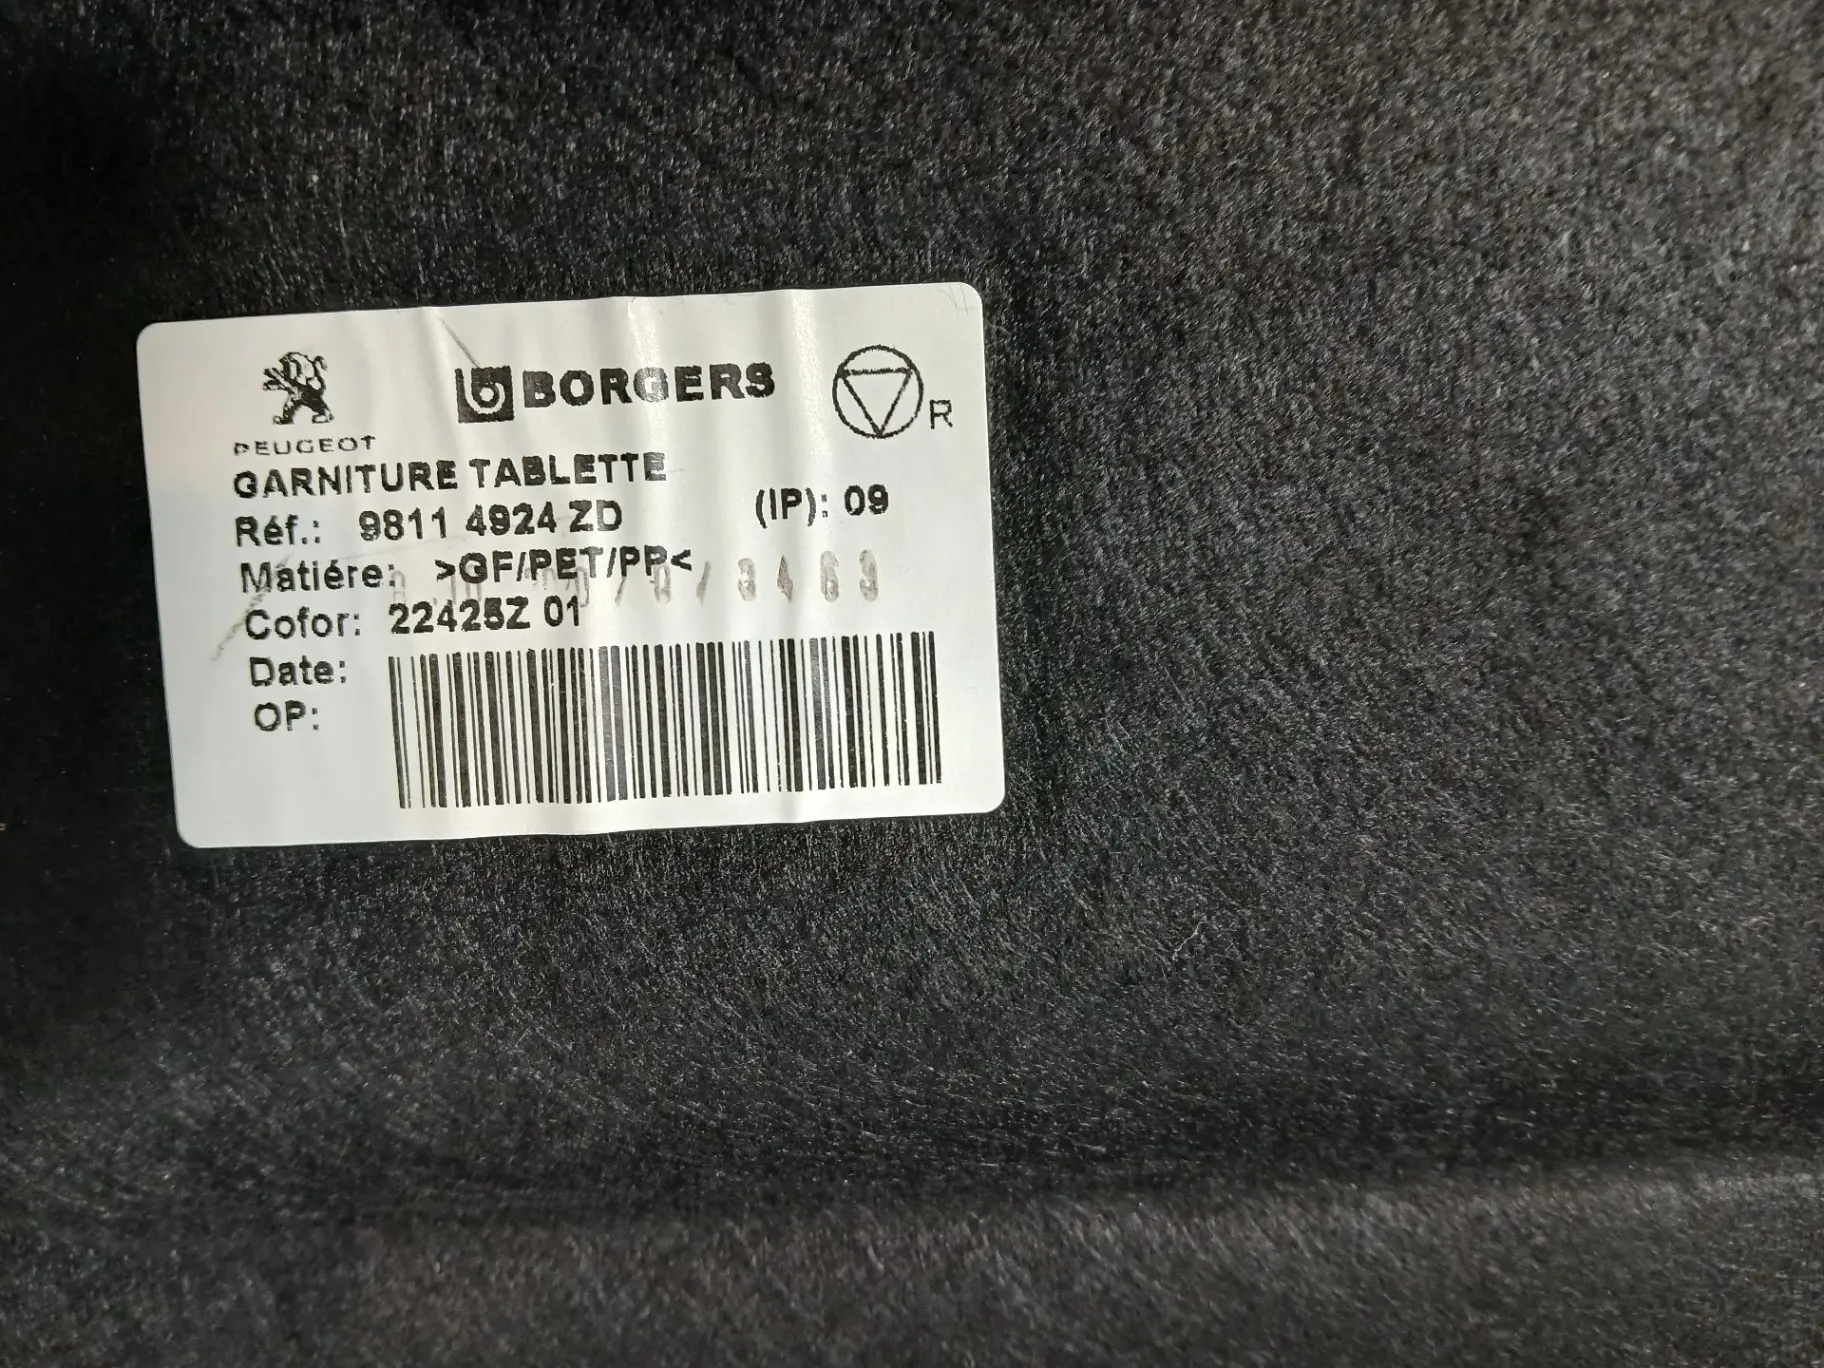 PEUGEOT
BORGERS
R
GARNITURE TABLETTE
Réf.: 9811 4924 ZD (IP): 09
Matiére: >GF/PET/PP<
Cofor: 22425Z 01
Date:
OP: